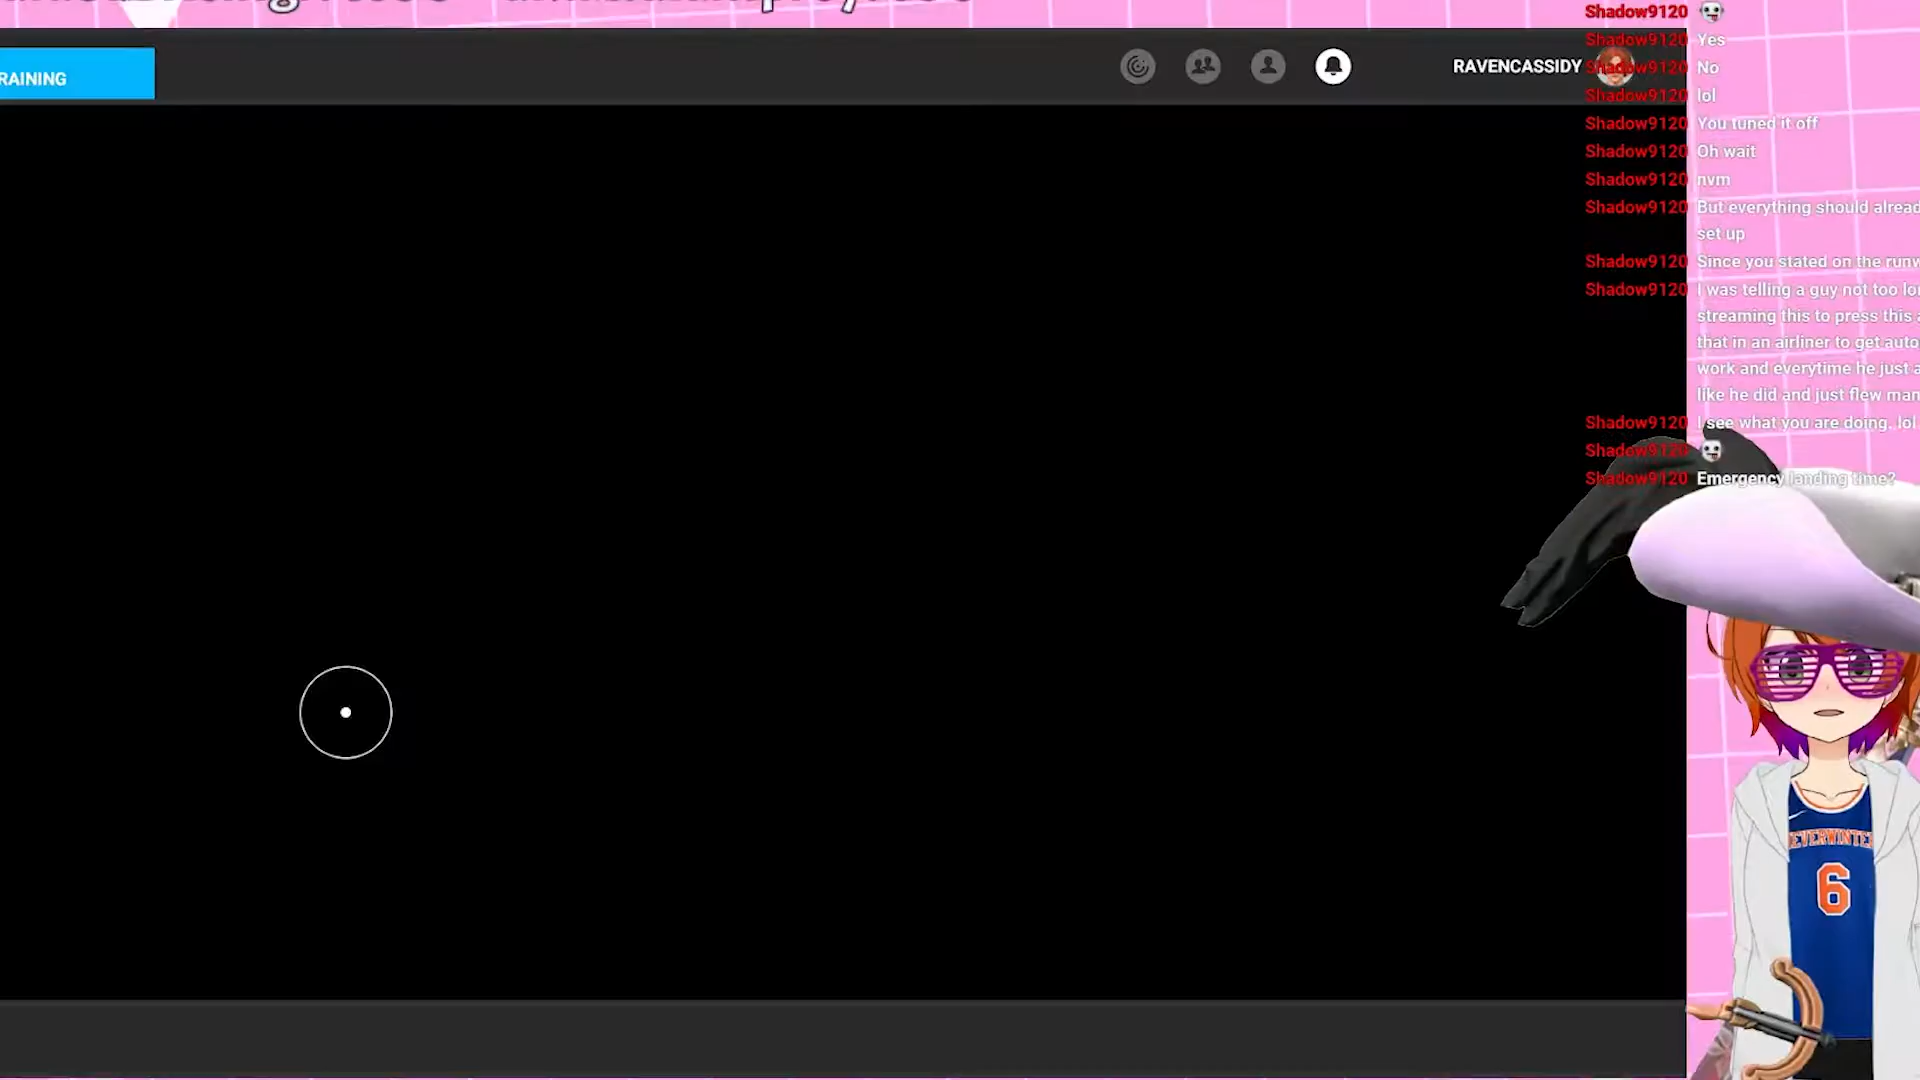 RAINING
RAVENCASSIDY
Shadow9120
Shadow9120 Yes
Shadow9120 No
Shadow9120 lol
Shadow9120 You tuned it off
Shadow9120 Oh wait
Shadow9120 nvm
Shadow9120 But everything should alread
set up
Shadow9120 Since you stated on the runw
Shadow9120 I was telling a guy not too lo
streaming this to press this
that in an airliner to get auto
work and everytime he just a
like he did and just flew man
Shadow9120 I see what you are doing. lol
Shadow9120
Shadow9120 Emergency landing time?
EVERWINTE
6